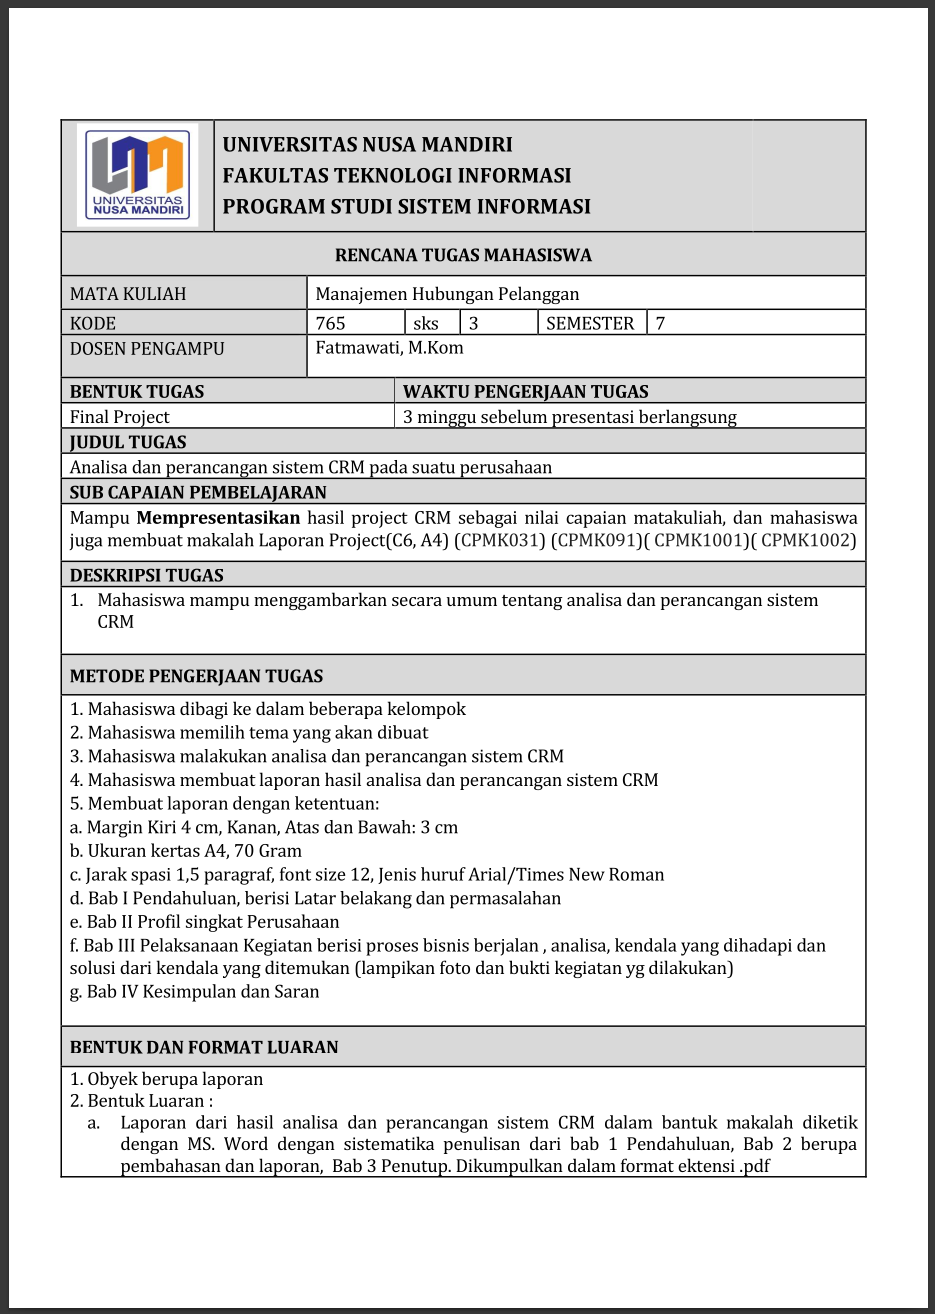 UNIVERSITAS
NUSA MANDIRI
UNIVERSITAS NUSA MANDIRI
FAKULTAS TEKNOLOGI INFORMASI
PROGRAM STUDI SISTEM INFORMASI
RENCANA TUGAS MAHASISWA
MATA KULIAH Manajemen Hubungan Pelanggan
KODE 765 sks 3 SEMESTER 7
DOSEN PENGAMPU Fatmawati, M.Kom
BENTUK TUGAS WAKTU PENGERJAAN TUGAS
Final Project 3 minggu sebelum presentasi berlangsung
JUDUL TUGAS
Analisa dan perancangan sistem CRM pada suatu perusahaan
SUB CAPAIAN PEMBELAJARAN
Mampu Mempresentasikan hasil project CRM sebagai nilai capaian matakuliah, dan mahasiswa
juga membuat makalah Laporan Project(C6, A4) (CPMK031) (CPMK091)( CPMK1001)( CPMK1002)
DESKRIPSI TUGAS
1. Mahasiswa mampu menggambarkan secara umum tentang analisa dan perancangan sistem
CRM
METODE PENGERJAAN TUGAS
1. Mahasiswa dibagi ke dalam beberapa kelompok
2. Mahasiswa memilih tema yang akan dibuat
3. Mahasiswa malakukan analisa dan perancangan sistem CRM
4. Mahasiswa membuat laporan hasil analisa dan perancangan sistem CRM
5. Membuat laporan dengan ketentuan:
a. Margin Kiri 4 cm, Kanan, Atas dan Bawah: 3 cm
b. Ukuran kertas A4, 70 Gram
c. Jarak spasi 1,5 paragraf, font size 12, Jenis huruf Arial/Times New Roman
d. Bab I Pendahuluan, berisi Latar belakang dan permasalahan
e. Bab II Profil singkat Perusahaan
f. Bab III Pelaksanaan Kegiatan berisi proses bisnis berjalan , analisa, kendala yang dihadapi dan
solusi dari kendala yang ditemukan (lampikan foto dan bukti kegiatan yg dilakukan)
g. Bab IV Kesimpulan dan Saran
BENTUK DAN FORMAT LUARAN
1. Obyek berupa laporan
2. Bentuk Luaran :
a. Laporan dari hasil analisa dan perancangan sistem CRM dalam bantuk makalah diketik
dengan MS. Word dengan sistematika penulisan dari bab 1 Pendahuluan, Bab 2 berupa
pembahasan dan laporan, Bab 3 Penutup. Dikumpulkan dalam format ektensi .pdf